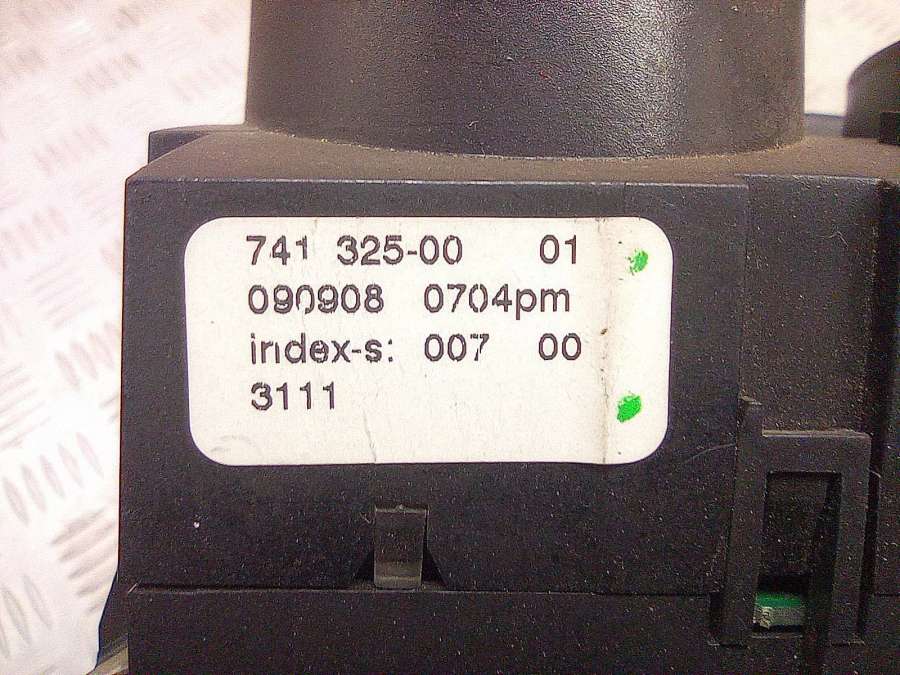 741 325-00 01
090908 0704pm
index-s: 007 00
3111